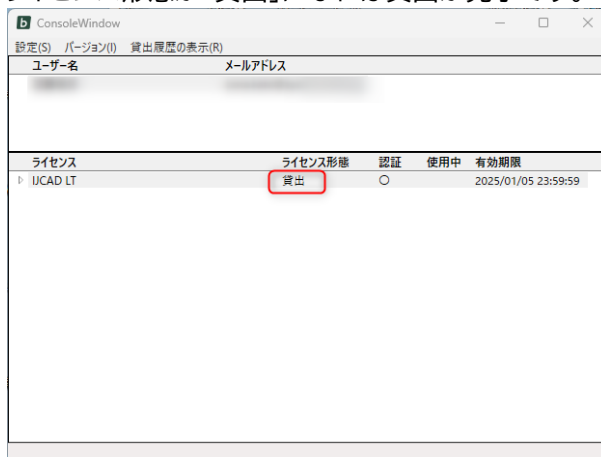 ConsoleWindow
設定(S) バージョン(I) 貸出履歴の表示(R)
ユーザー名 メールアドレス
ライセンス ライセンス形態 認証 使用中 有効期限
IJCAD LT 貸出 ○ 2025/01/05 23:59:59